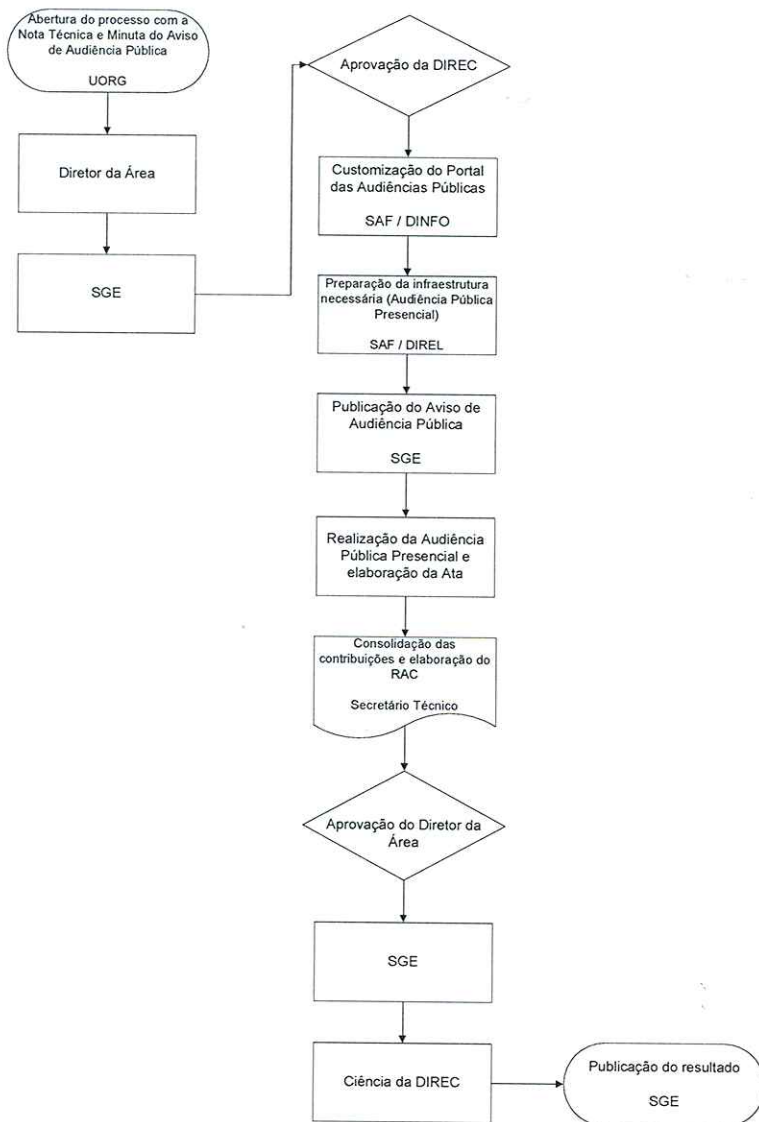 Abertura do processo com a
Nota Técnica e Minuta do Aviso
de Audiência Pública
UORG
Diretor da Área
SGE
Aprovação da DIREC
Customização do Portal
das Audiências Públicas
SAF / DINFO
Preparação da infraestrutura
necessária (Audiência Pública
Presencial)
SAF / DIREL
Publicação do Aviso de
Audiência Pública
SGE
Realização da Audiência
Pública Presencial e
elaboração da Ata
Consolidação das
contribuições e elaboração do
RAC
Secretário Técnico
Aprovação do Diretor da
Área
SGE
Ciência da DIREC
Publicação do resultado
SGE